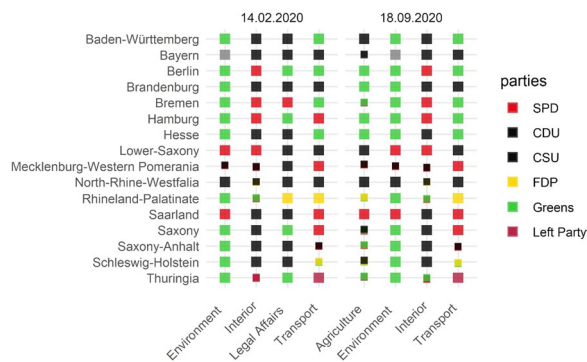 14.02.2020 18.09.2020
Baden-Württemberg
Bayern
Berlin
Brandenburg
Bremen
Hamburg
Hesse
Lower-Saxony
Mecklenburg-Western Pomerania
North-Rhine-Westfalia
Rhineland-Palatinate
Saarland
Saxony
Saxony-Anhalt
Schleswig-Holstein
Thuringia
Environment
Interior
Legal Affairs
Transport
Agriculture
Environment
Interior
Transport
parties
SPD
CDU
CSU
FDP
Greens
Left Party